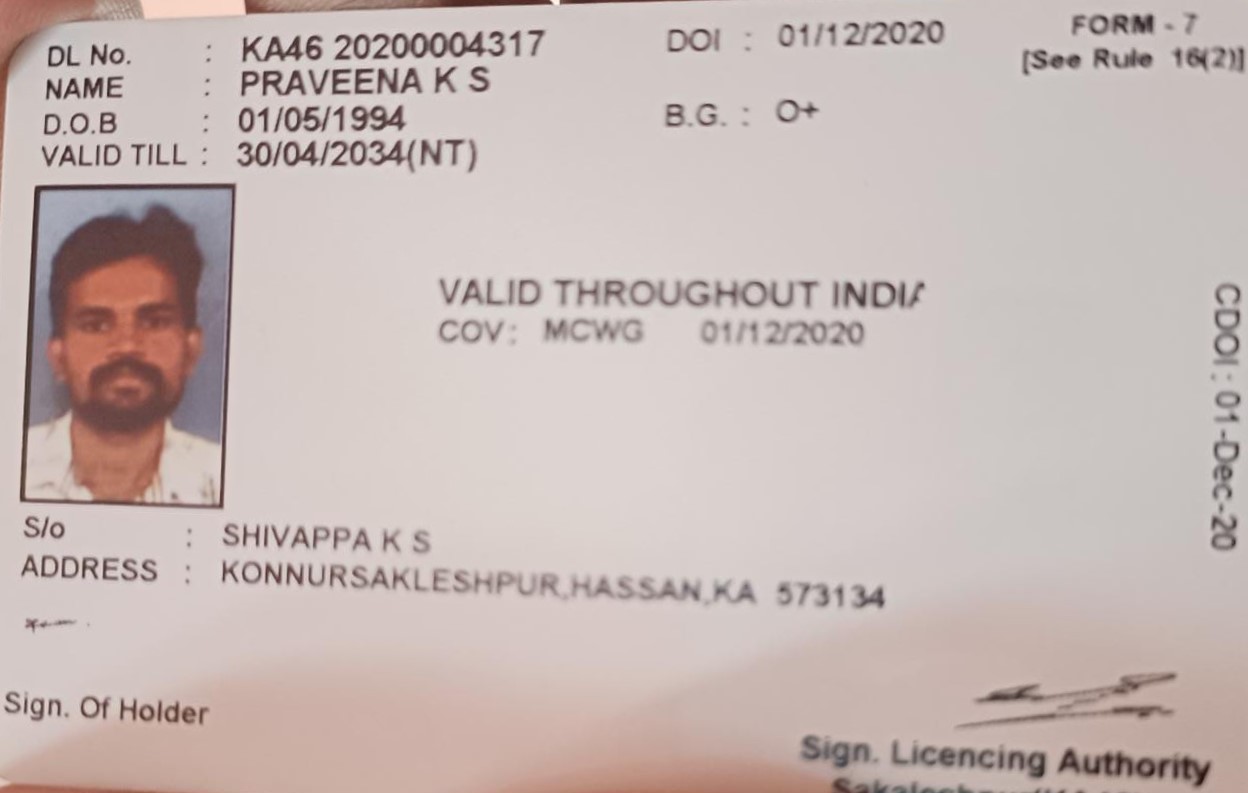 DL No. : KA46 20200004317 DOI : 01/12/2020 FORM - 7
NAME : PRAVEENA K S [See Rule 16(2)]
D.O.B : 01/05/1994 B.G. : O+
VALID TILL : 30/04/2034(NT)
VALID THROUGHOUT INDIA
COV: MCWG 01/12/2020
CDOI : 01-Dec-20
S/o : SHIVAPPA K S
ADDRESS : KONNURSAKLESHPUR,HASSAN,KA 573134
Sign. Of Holder
Sign. Licencing Authority